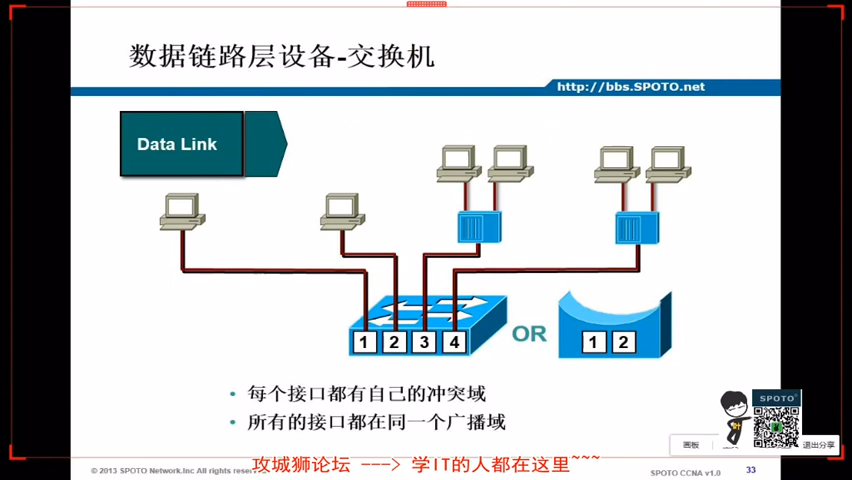 数据链路层设备-交换机
http://bbs.SPOTO.net
Data Link
1 2 3 4
OR
1 2
每个接口都有自己的冲突域
所有的接口都在同一个广播域
SPOTO
画板
退出分享
© 2013 SPOTO Network.Inc All rights
攻城狮论坛 ---> 学IT的人都在这里~~~
SPOTO CCNA v1.0
33